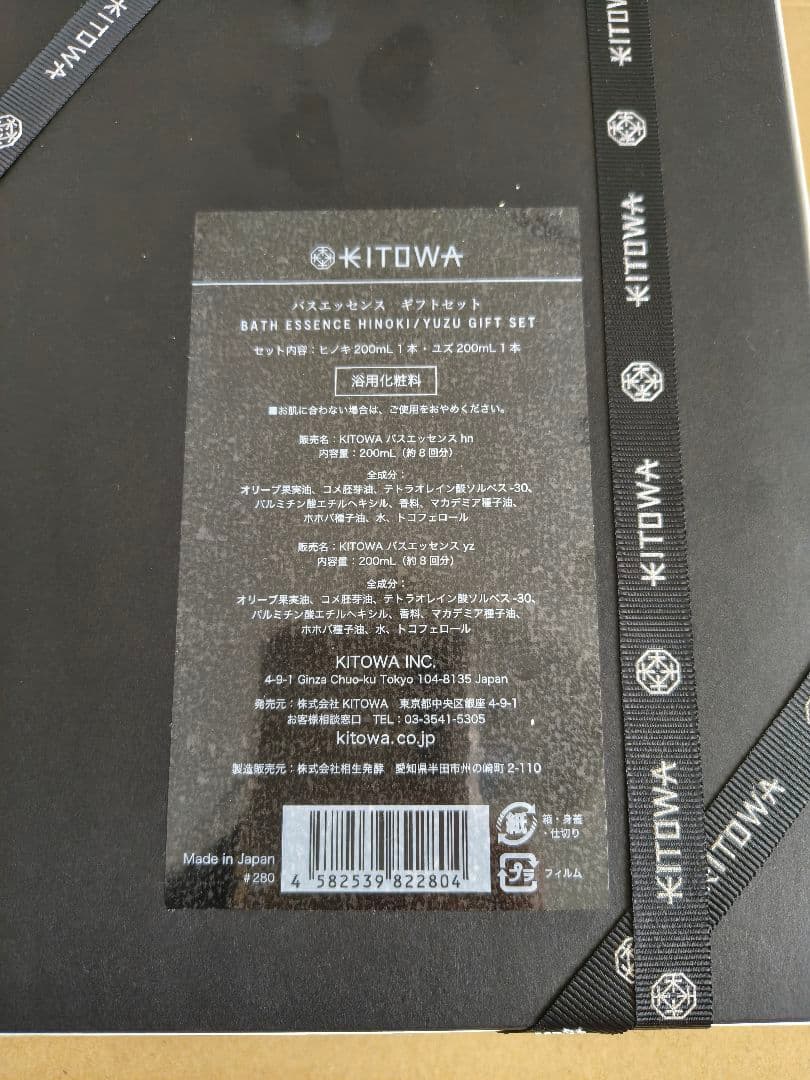 KITOWA
KITOWA
バスエッセンス ギフトセット
BATH ESSENCE HINOKI/YUZU GIFT SET
セット内容：ヒノキ 200mL 1本・ユズ 200mL 1本
浴用化粧料
■お肌に合わない場合は、ご使用をおやめください。
販売名：KITOWA バスエッセンス hn
内容量：200mL（約 8 回分）
全成分：
オリーブ果実油、コメ胚芽油、テトラオレイン酸ソルベス-30、
パルミチン酸エチルヘキシル、香料、マカデミア種子油、
ホホバ種子油、水、トコフェロール
販売名：KITOWA バスエッセンス yz
内容量：200mL（約 8 回分）
全成分：
オリーブ果実油、コメ胚芽油、テトラオレイン酸ソルベス-30、
パルミチン酸エチルヘキシル、香料、マカデミア種子油、
ホホバ種子油、水、トコフェロール
KITOWA INC.
4-9-1 Ginza Chuo-ku Tokyo 104-8135 Japan
発売元：株式会社 KITOWA 東京都中央区銀座 4-9-1
お客様相談窓口 TEL：03-3541-5305
kitowa.co.jp
製造販売元：株式会社相生発酵 愛知県半田市州の崎町 2-110
Made in Japan
#280
4 582539 822804
紙
箱・身蓋
・仕切り
プラ
フィルム
KITOWA
KITOWA
KITOWA
KITOWA
KITOWA